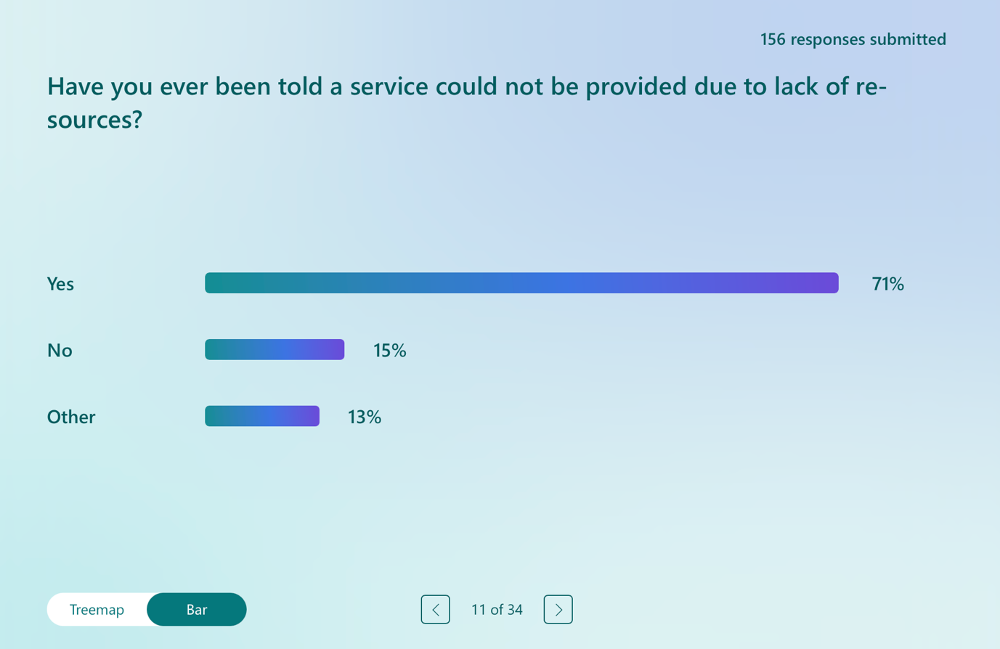 156 responses submitted
Have you ever been told a service could not be provided due to lack of re-
sources?
Yes 71%
No 15%
Other 13%
Treemap Bar 11 of 34